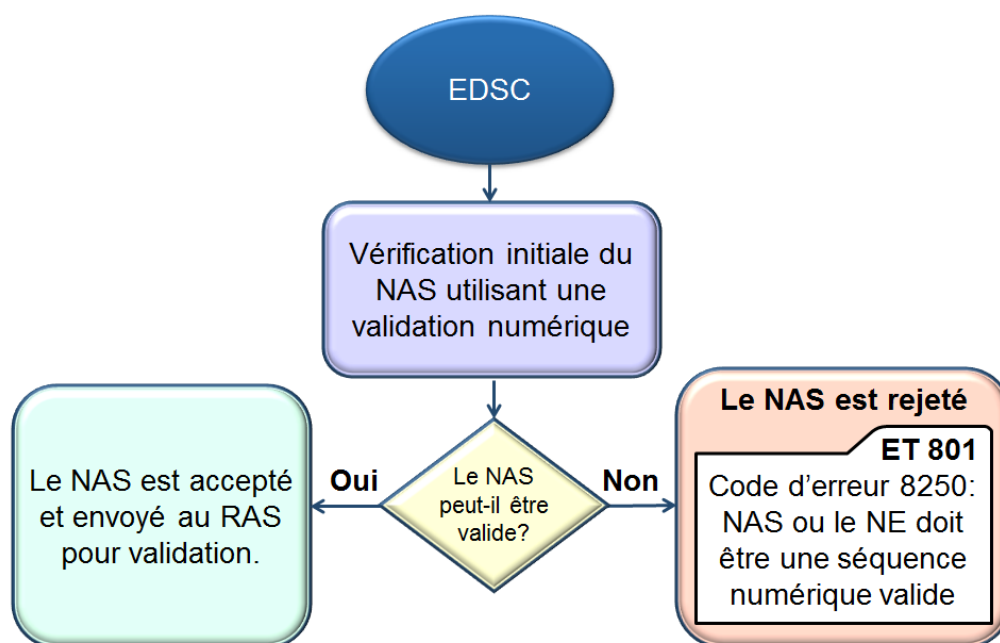 EDSC
Vérification initiale du
NAS utilisant une
validation numérique
Le NAS est accepté
et envoyé au RAS
pour validation.
Oui
Le NAS
peut-il être
valide?
Non
Le NAS est rejeté
ET 801
Code d'erreur 8250:
NAS ou le NE doit
être une séquence
numérique valide